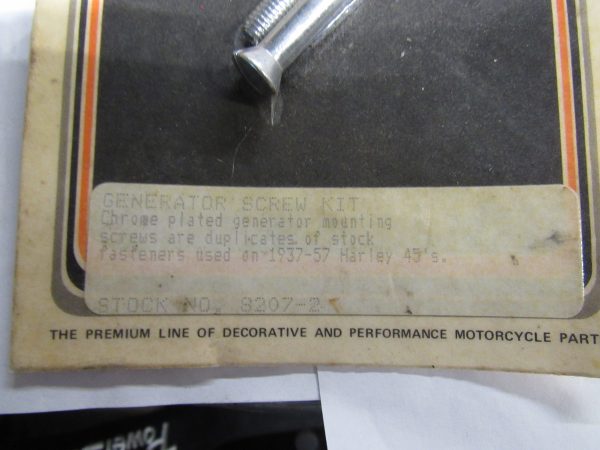 GENERATOR SCREW KIT
Chrome plated generator mounting
screws are duplicates of stock
fasteners used on 1937-57 Harley 45's.
STOCK NO. 8207-2
THE PREMIUM LINE OF DECORATIVE AND PERFORMANCE MOTORCYCLE PART
Power